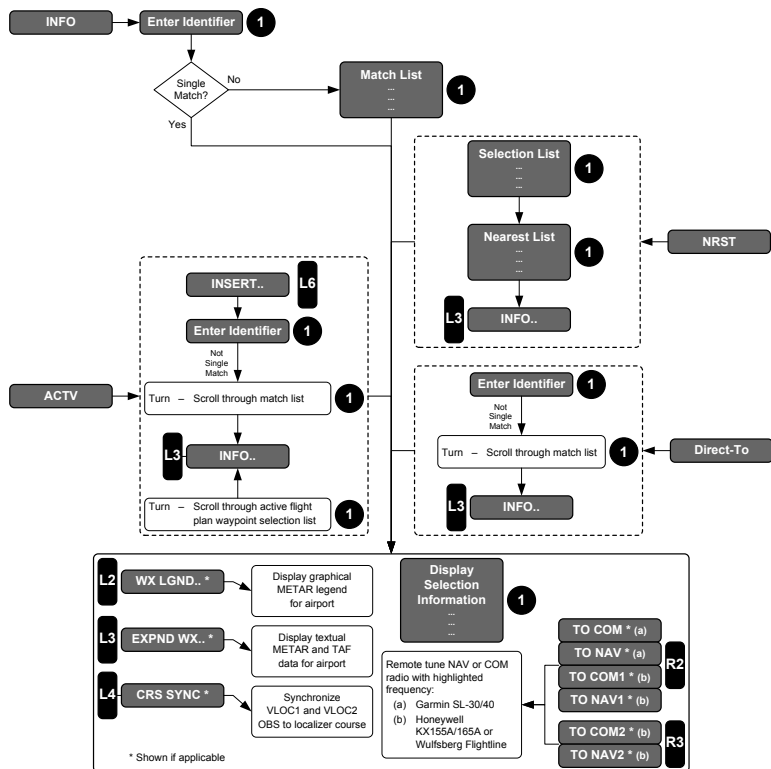 INFO
Enter Identifier
1
Single
Match?
No
Yes
Match List
...
...
...
1
Selection List
...
...
...
1
Nearest List
...
...
...
1
L3
INFO..
NRST
INSERT..
L6
Enter Identifier
1
Not
Single
Match
Turn – Scroll through match list
1
L3
INFO..
Turn – Scroll through active flight
plan waypoint selection list
1
ACTV
Enter Identifier
1
Not
Single
Match
Turn – Scroll through match list
1
L3
INFO..
Direct-To
L2
WX LGND.. *
Display graphical
METAR legend
for airport
L3
EXPND WX.. *
Display textual
METAR and TAF
data for airport
L4
CRS SYNC *
Synchronize
VLOC1 and VLOC2
OBS to localizer course
* Shown if applicable
Display
Selection
Information
...
...
...
1
Remote tune NAV or COM
radio with highlighted
frequency:
(a) Garmin SL-30/40
(b) Honeywell
KX155A/165A or
Wulfsberg Flightline
TO COM * (a)
TO NAV * (a)
TO COM1 * (b)
TO NAV1 * (b)
R2
TO COM2 * (b)
TO NAV2 * (b)
R3